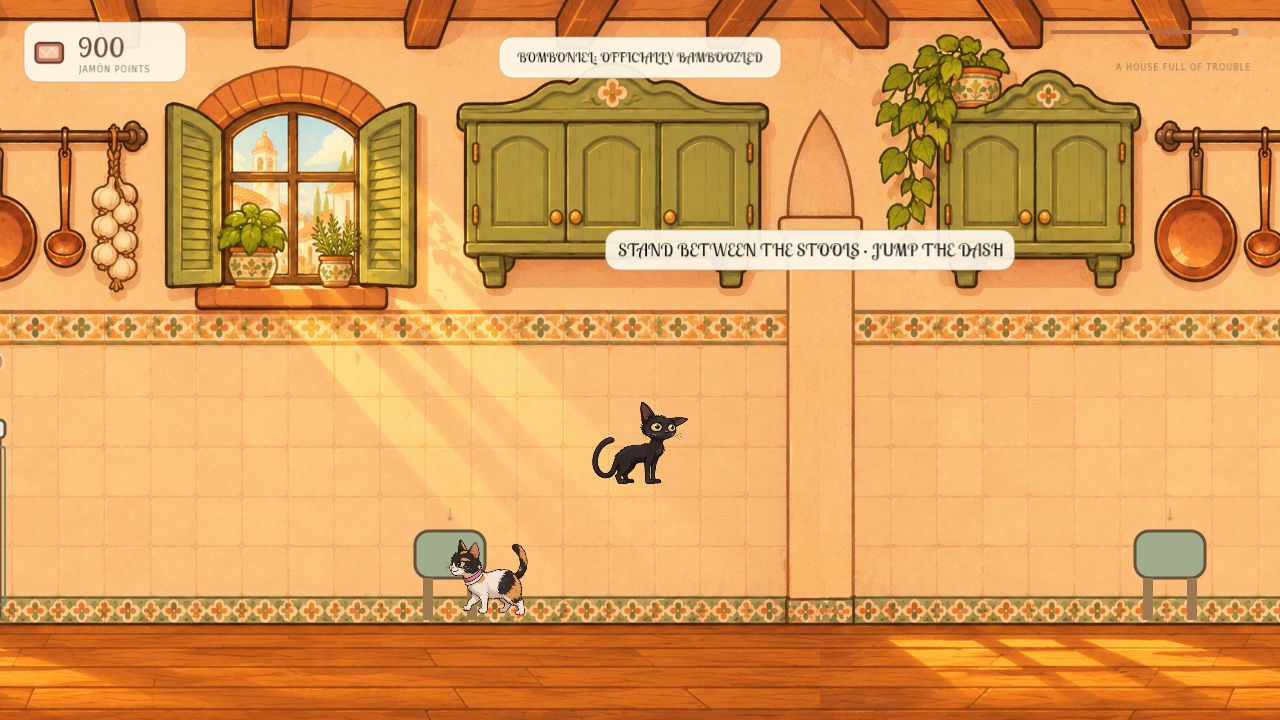 900
JAMÓN POINTS
BOMBONIEL: OFFICIALLY BAMBOOZLED
A HOUSE FULL OF TROUBLE
STAND BETWEEN THE STOOLS · JUMP THE DASH